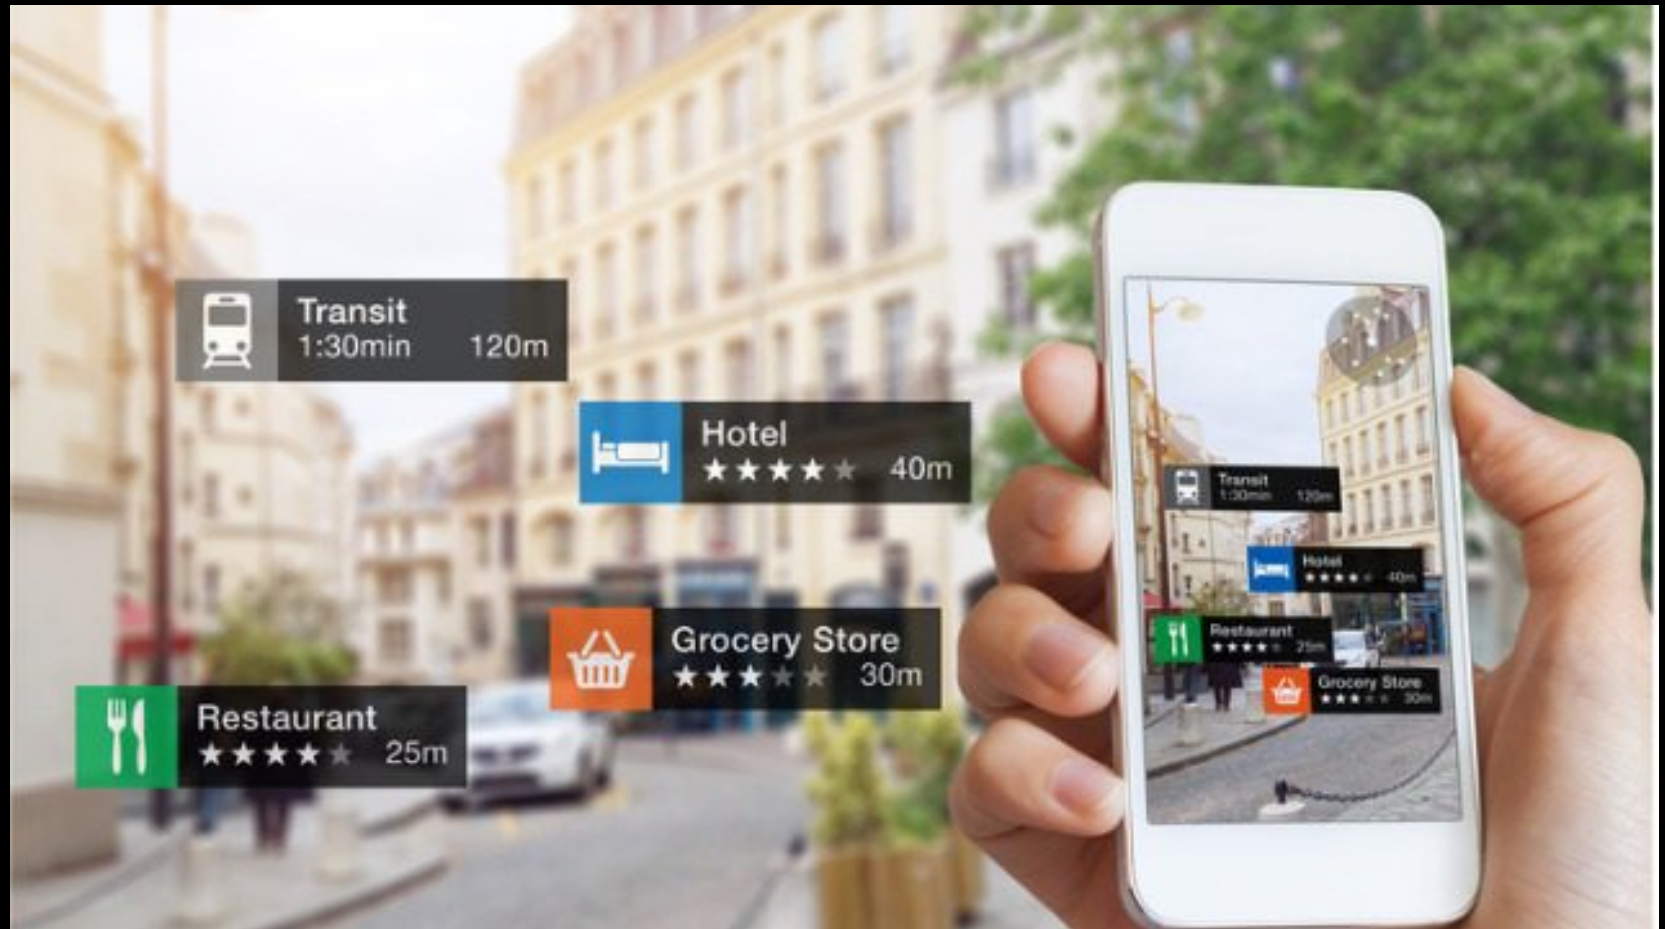 Transit
1:30min 120m
Hotel
40m
Grocery Store
30m
Restaurant
25m
Transit
1:30min 120m
Hotel
40m
Restaurant
25m
Grocery Store
30m